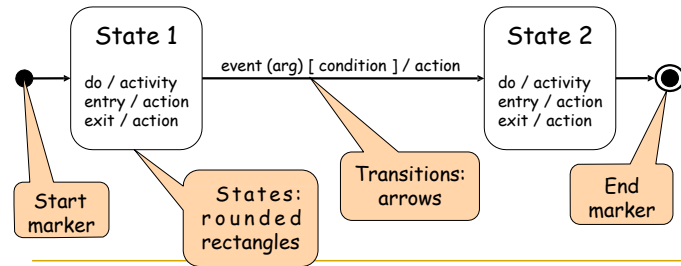 State 1
do / activity
entry / action
exit / action
event (arg) [ condition ] / action
State 2
do / activity
entry / action
exit / action
Start
marker
States:
rounded
rectangles
Transitions:
arrows
End
marker